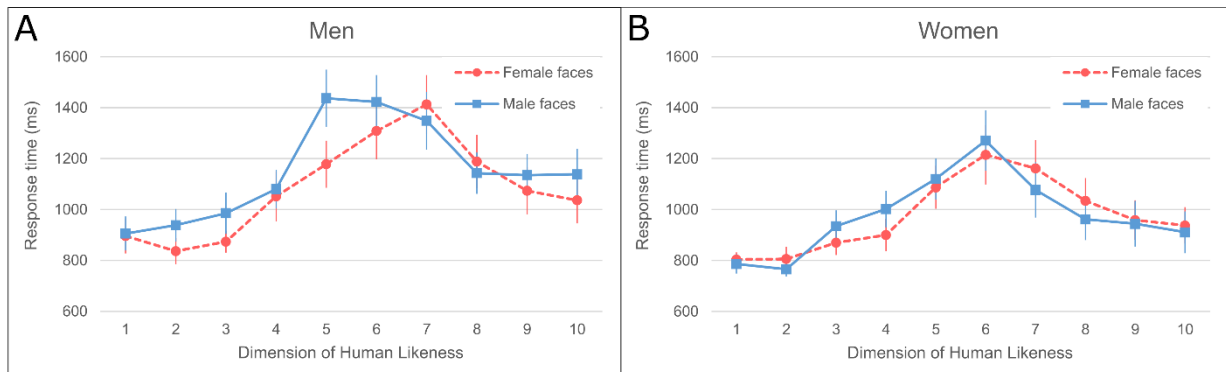 A
Men
1600
1400
1200
1000
800
600
Response time (ms)
Female faces
Male faces
1 2 3 4 5 6 7 8 9 10
Dimension of Human Likeness
B
Women
1600
1400
1200
1000
800
600
Response time (ms)
Female faces
Male faces
1 2 3 4 5 6 7 8 9 10
Dimension of Human Likeness